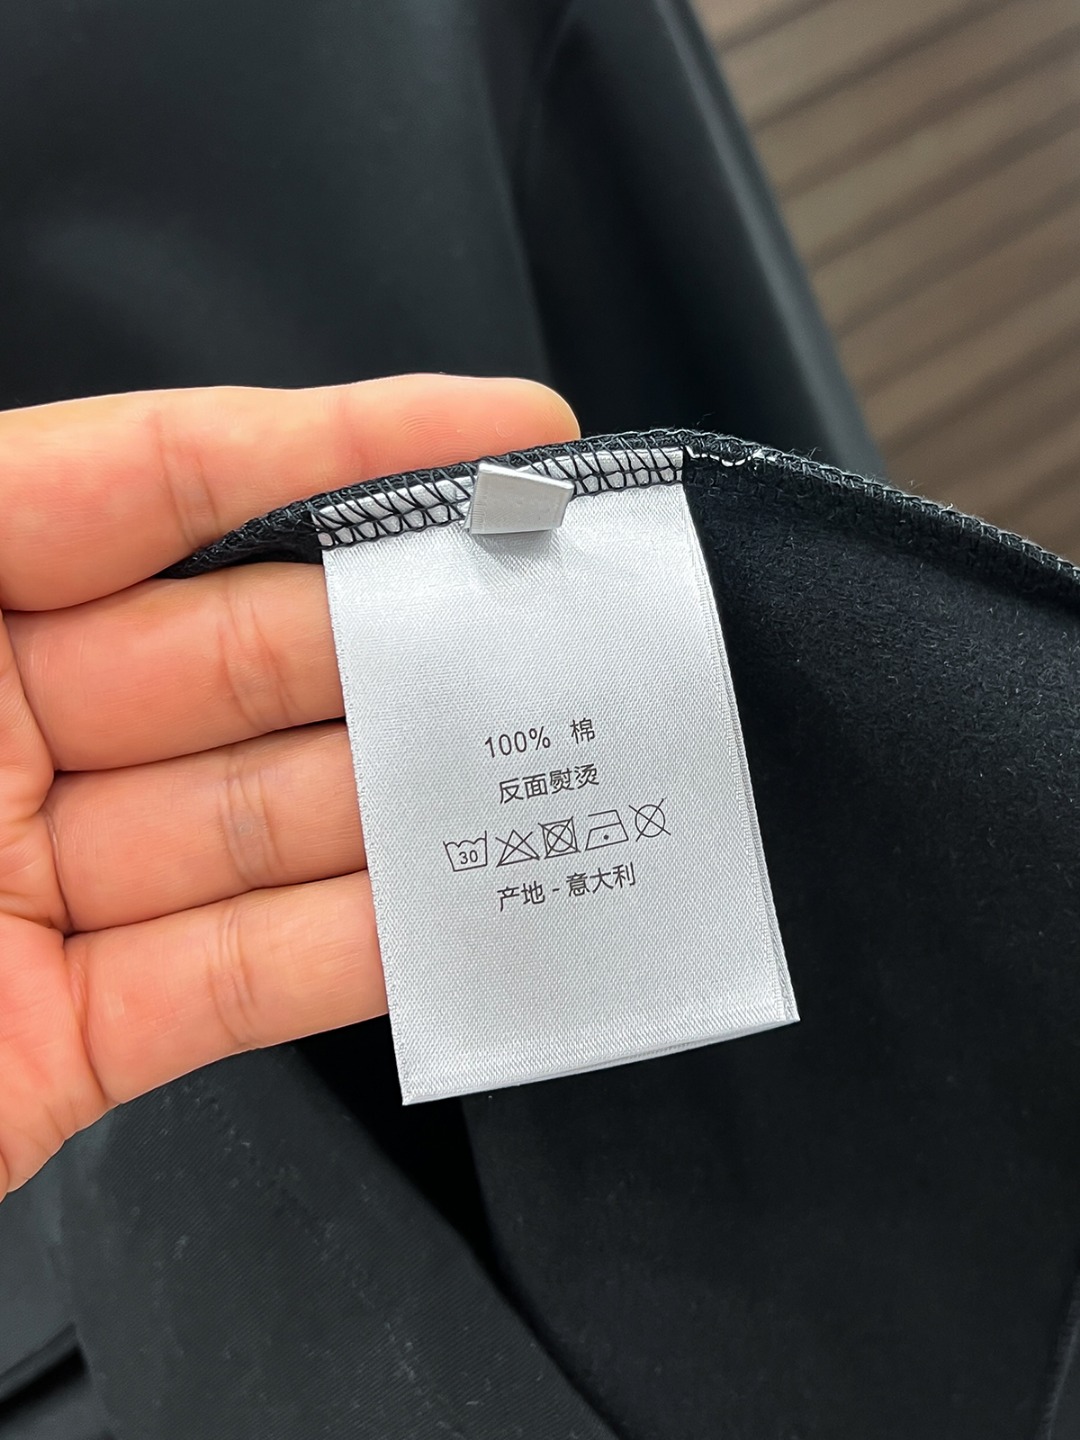 100% 棉
反面熨烫
30
产地 - 意大利